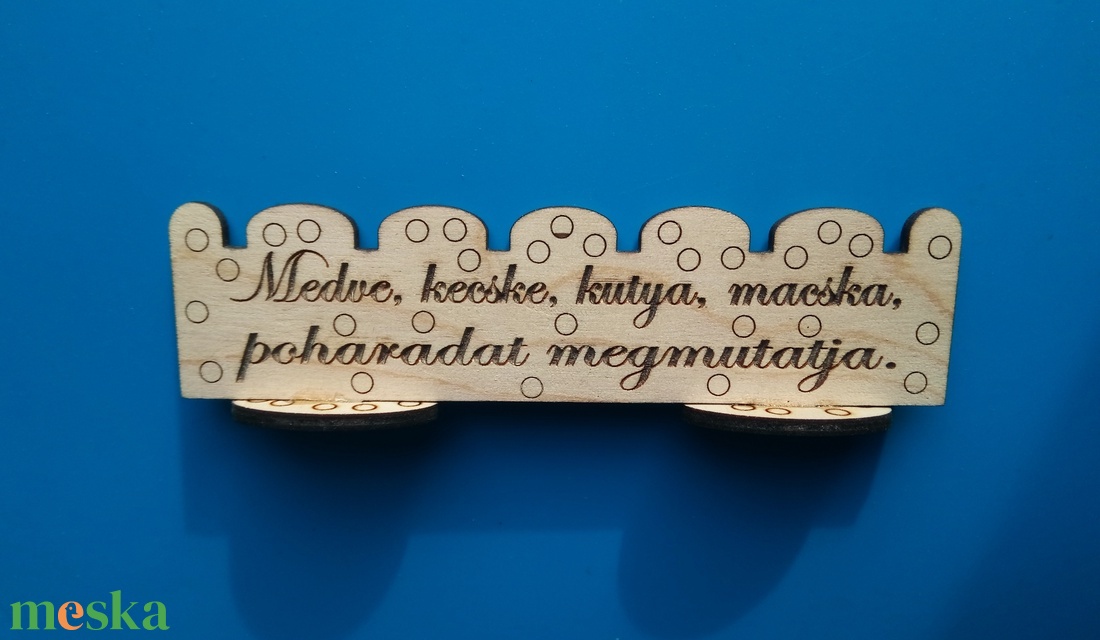 Medve, kecske, kutya, macska,
poharadat megmutatja.
meska